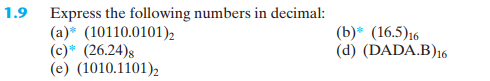 1.9 Express the following numbers in decimal:
(a)* (10110.0101)₂ (b)* (16.5)₁₆
(c)* (26.24)₈ (d) (DADA.B)₁₆
(e) (1010.1101)₂